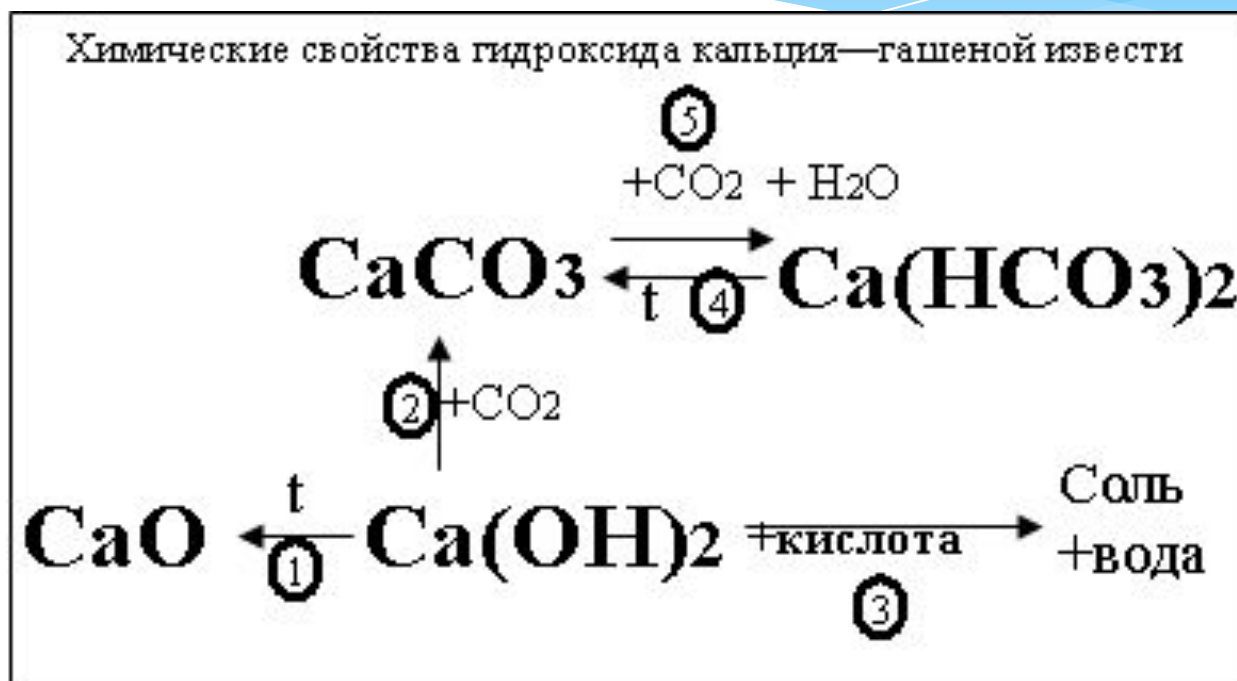 Химические свойства гидроксида кальция—гашеной извести
5
+CO2 + H2O
CaCO3 Ca(HCO3)2
t 4
2 +CO2
t
CaO Ca(OH)2 +кислота Соль
+вода
1
3